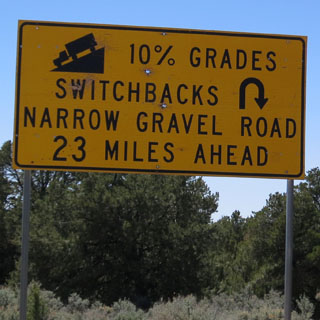 10% GRADES
SWITCHBACKS
NARROW GRAVEL ROAD
23 MILES AHEAD